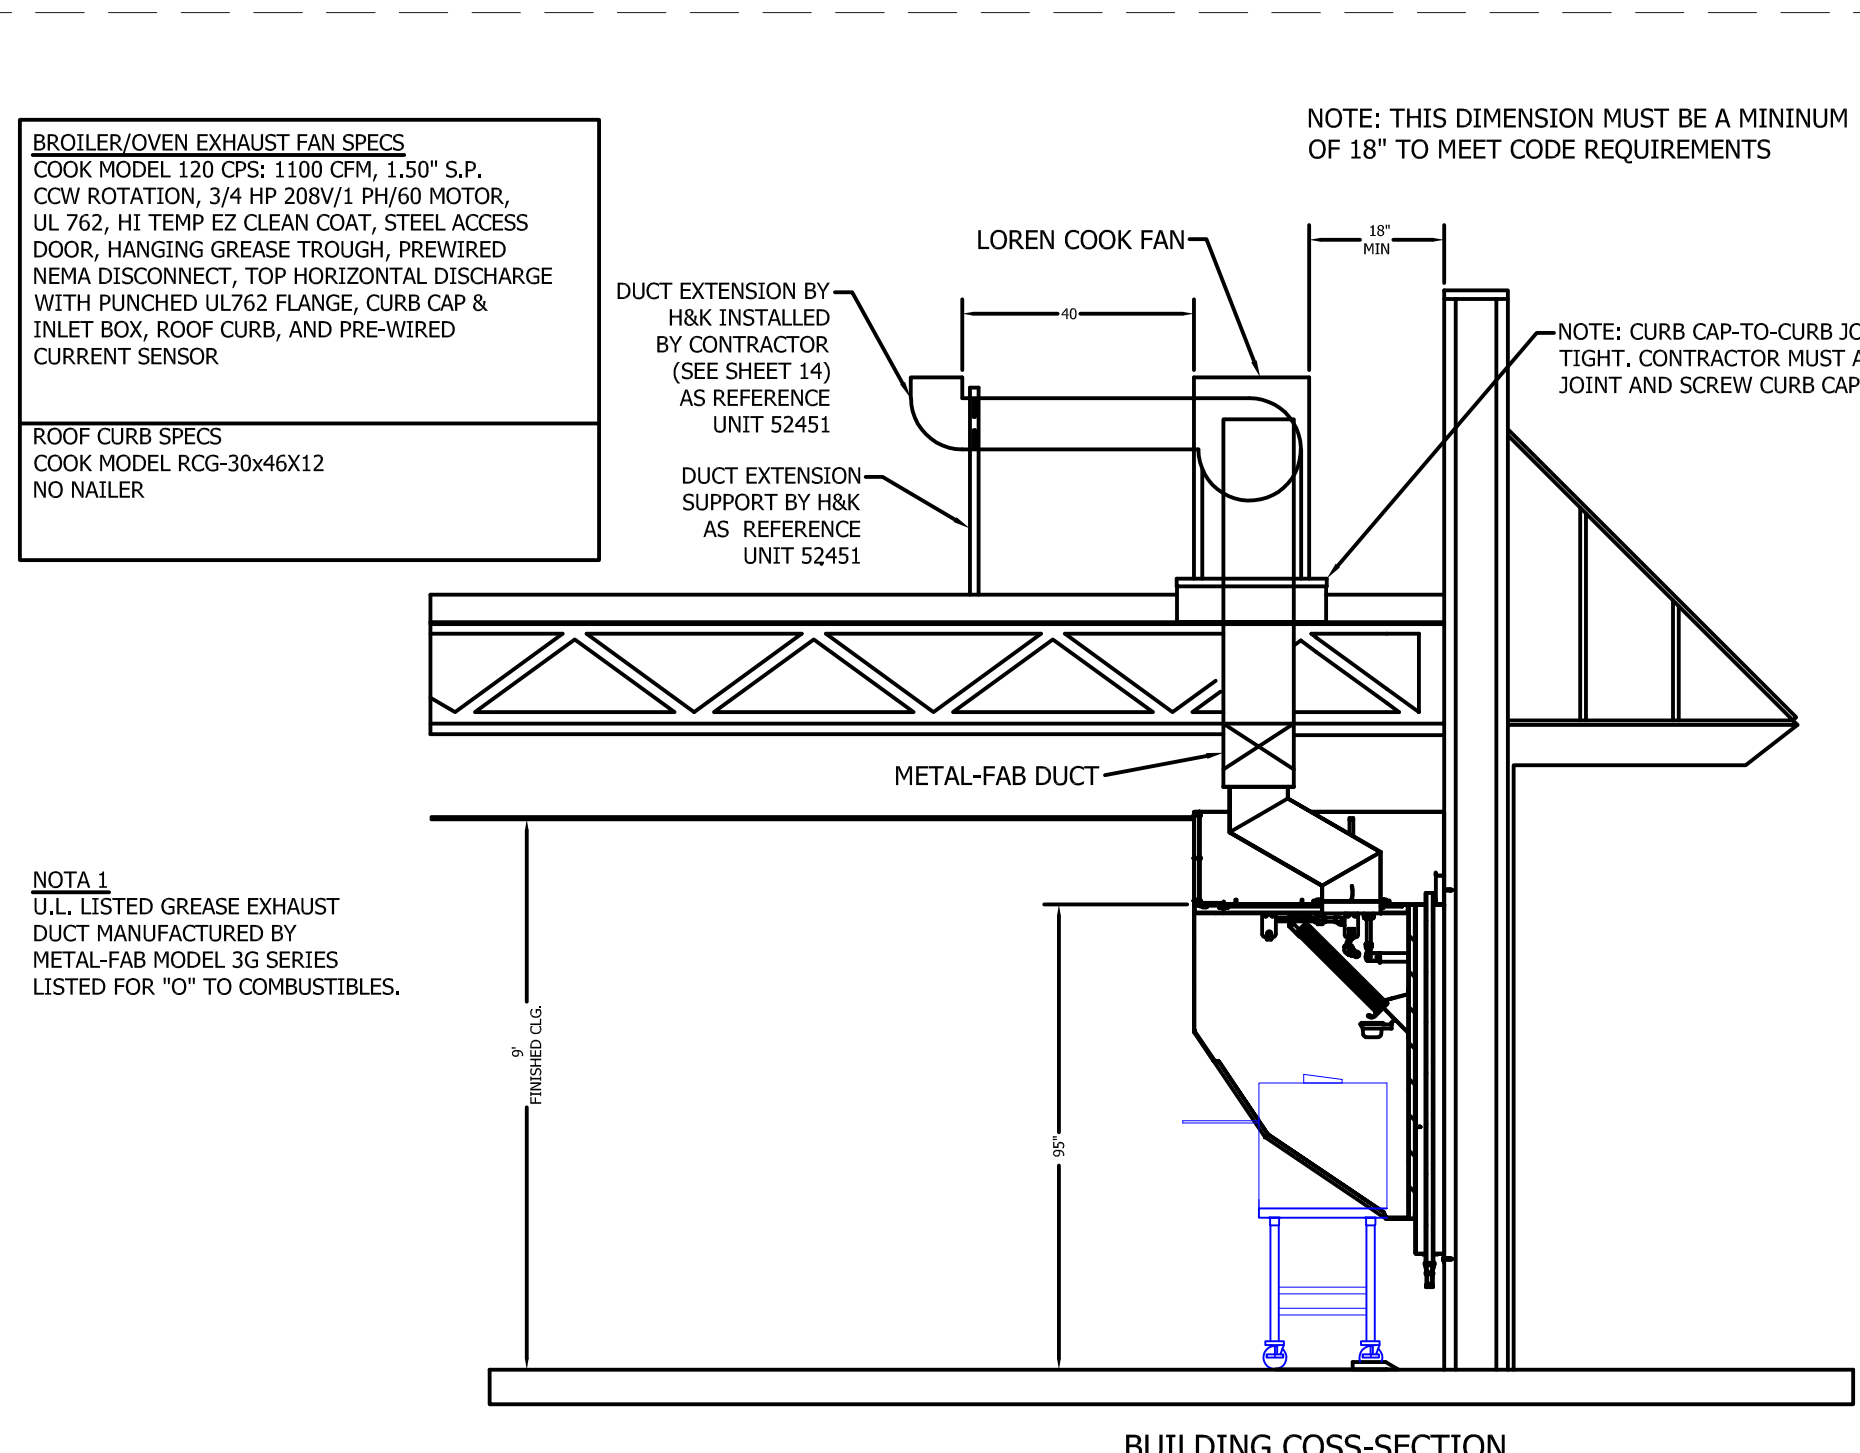 BROILER/OVEN EXHAUST FAN SPECS
COOK MODEL 120 CPS: 1100 CFM, 1.50" S.P.
CCW ROTATION, 3/4 HP 208V/1 PH/60 MOTOR,
UL 762, HI TEMP EZ CLEAN COAT, STEEL ACCESS
DOOR, HANGING GREASE TROUGH, PREWIRED
NEMA DISCONNECT, TOP HORIZONTAL DISCHARGE
WITH PUNCHED UL762 FLANGE, CURB CAP &
INLET BOX, ROOF CURB, AND PRE-WIRED
CURRENT SENSOR
ROOF CURB SPECS
COOK MODEL RCG-30x46X12
NO NAILER
NOTE: THIS DIMENSION MUST BE A MININUM
OF 18" TO MEET CODE REQUIREMENTS
LOREN COOK FAN
18"
MIN
DUCT EXTENSION BY
H&K INSTALLED
BY CONTRACTOR
(SEE SHEET 14)
AS REFERENCE
UNIT 52451
40
NOTE: CURB CAP-TO-CURB JO
TIGHT. CONTRACTOR MUST A
JOINT AND SCREW CURB CAP
DUCT EXTENSION
SUPPORT BY H&K
AS REFERENCE
UNIT 52451
METAL-FAB DUCT
NOTA 1
U.L. LISTED GREASE EXHAUST
DUCT MANUFACTURED BY
METAL-FAB MODEL 3G SERIES
LISTED FOR "O" TO COMBUSTIBLES.
9'
FINISHED CLG.
95"
BUILDING COSS-SECTION